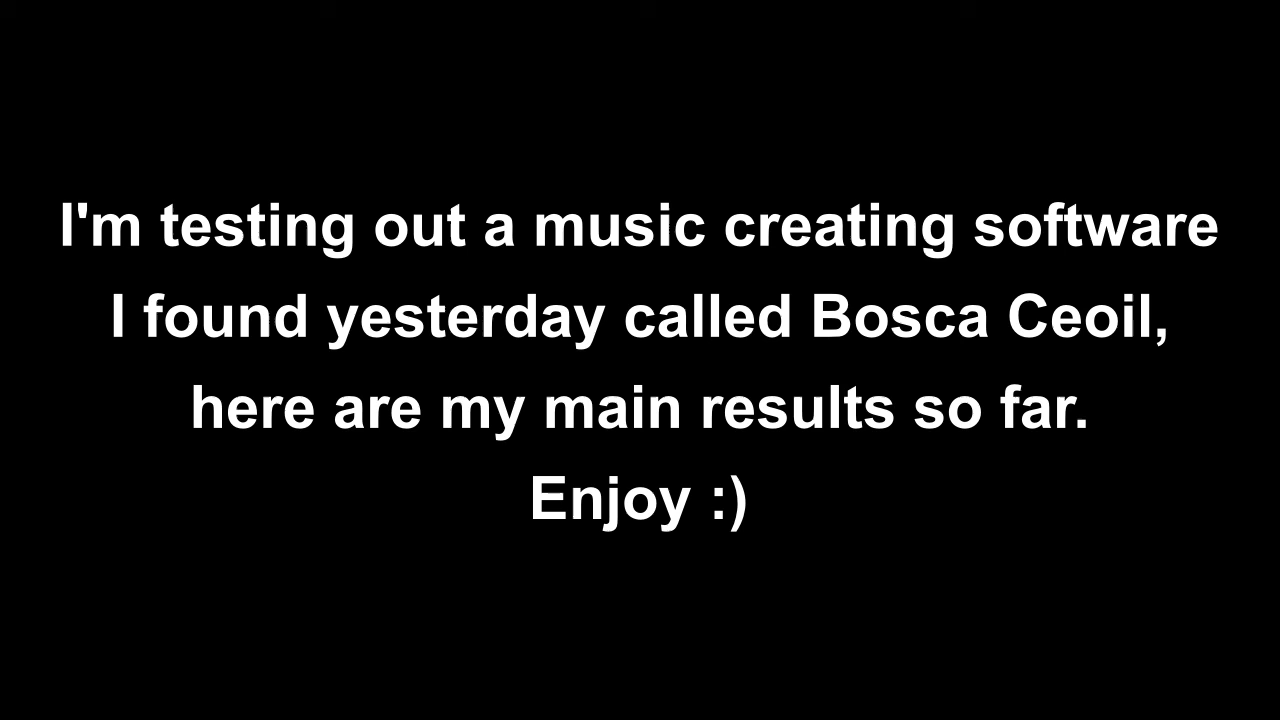 I'm testing out a music creating software
I found yesterday called Bosca Ceoil,
here are my main results so far.
Enjoy :)